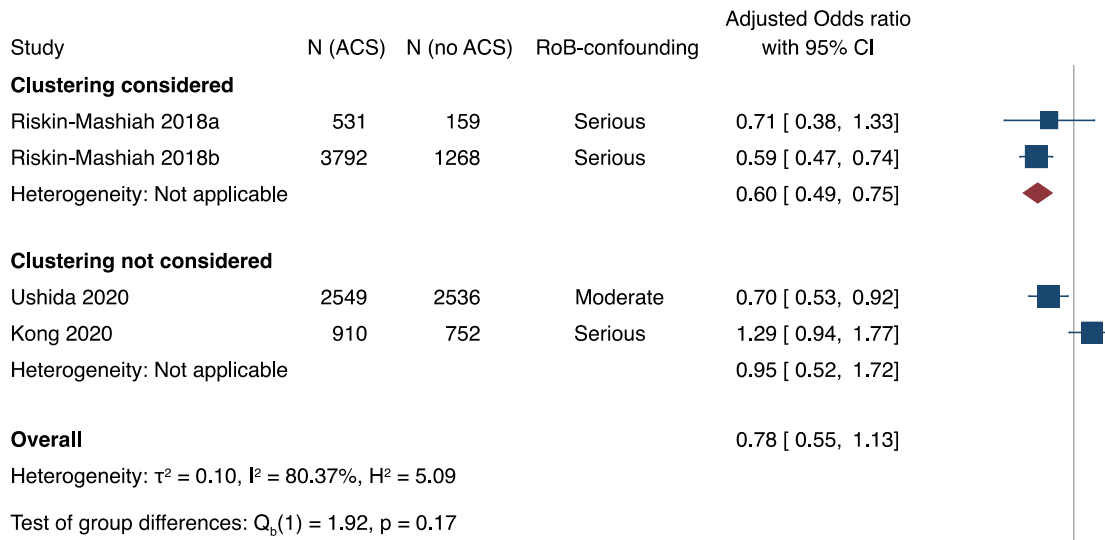 Adjusted Odds ratio
Study N (ACS) N (no ACS) RoB-confounding with 95% CI
Clustering considered
Riskin-Mashiah 2018a 531 159 Serious 0.71 [ 0.38, 1.33]
Riskin-Mashiah 2018b 3792 1268 Serious 0.59 [ 0.47, 0.74]
Heterogeneity: Not applicable 0.60 [ 0.49, 0.75]
Clustering not considered
Ushida 2020 2549 2536 Moderate 0.70 [ 0.53, 0.92]
Kong 2020 910 752 Serious 1.29 [ 0.94, 1.77]
Heterogeneity: Not applicable 0.95 [ 0.52, 1.72]
Overall 0.78 [ 0.55, 1.13]
Heterogeneity: τ² = 0.10, I² = 80.37%, H² = 5.09
Test of group differences: Q_b(1) = 1.92, p = 0.17